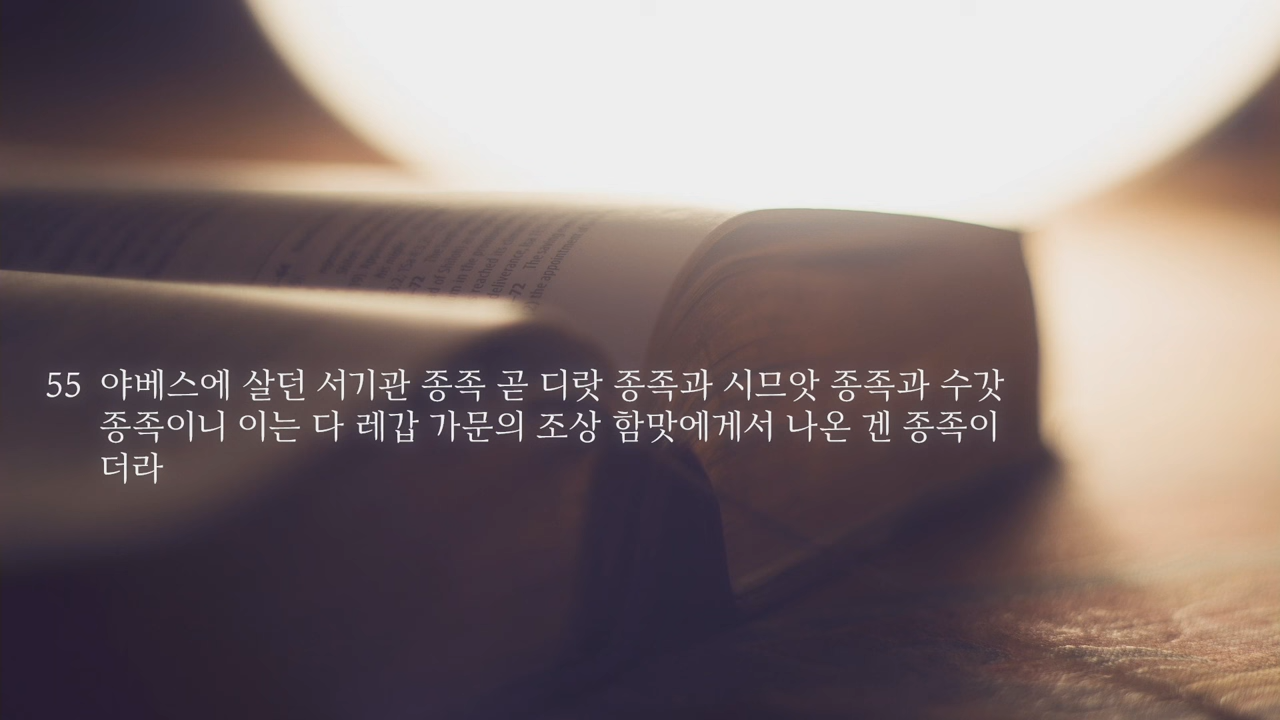 55 야베스에 살던 서기관 종족 곧 디랏 종족과 시므앗 종족과 수갓
종족이니 이는 다 레갑 가문의 조상 함맛에게서 나온 겐 종족이
더라